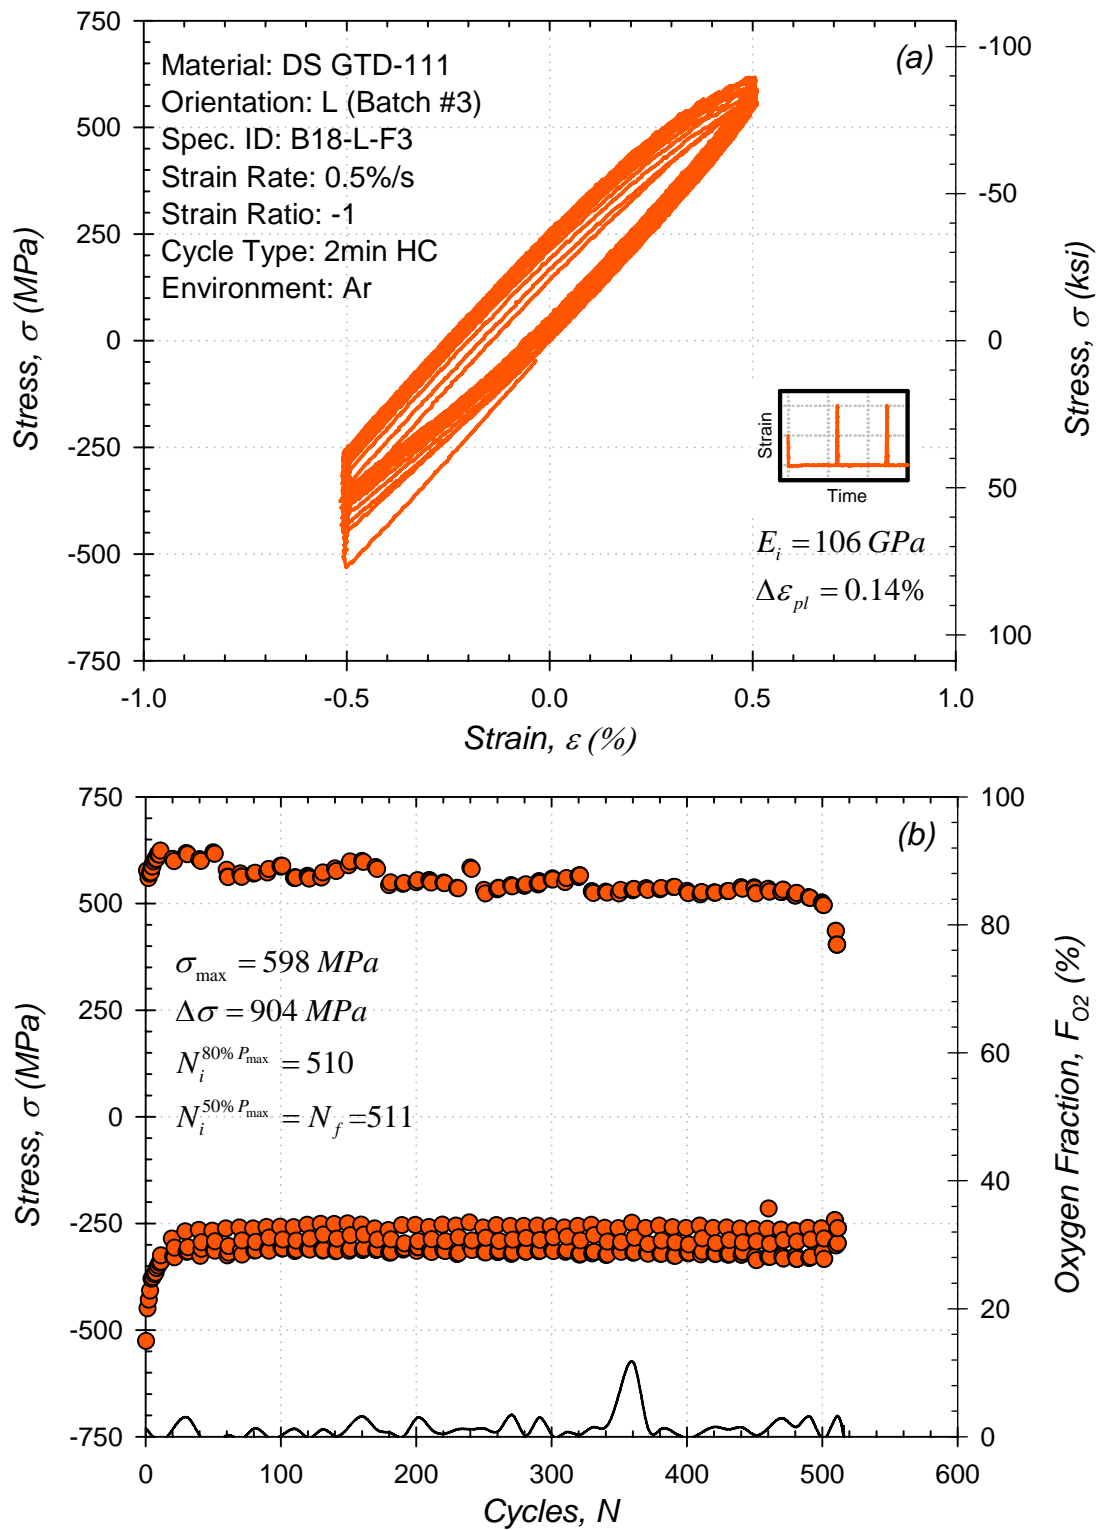 (a)
Material: DS GTD-111
Orientation: L (Batch #3)
Spec. ID: B18-L-F3
Strain Rate: 0.5%/s
Strain Ratio: -1
Cycle Type: 2min HC
Environment: Ar
750
500
250
0
-250
-500
-750
Stress, σ (MPa)
-100
-50
0
50
100
Stress, σ (ksi)
Strain
Time
E_i = 106 GPa
Δε_pl = 0.14%
-1.0 -0.5 0.0 0.5 1.0
Strain, ε (%)
(b)
750
500
250
0
-250
-500
-750
Stress, σ (MPa)
σ_max = 598 MPa
Δσ = 904 MPa
N_i^80% P_max = 510
N_i^50% P_max = N_f =511
100
80
60
40
20
0
Oxygen Fraction, F_O2 (%)
0 100 200 300 400 500 600
Cycles, N